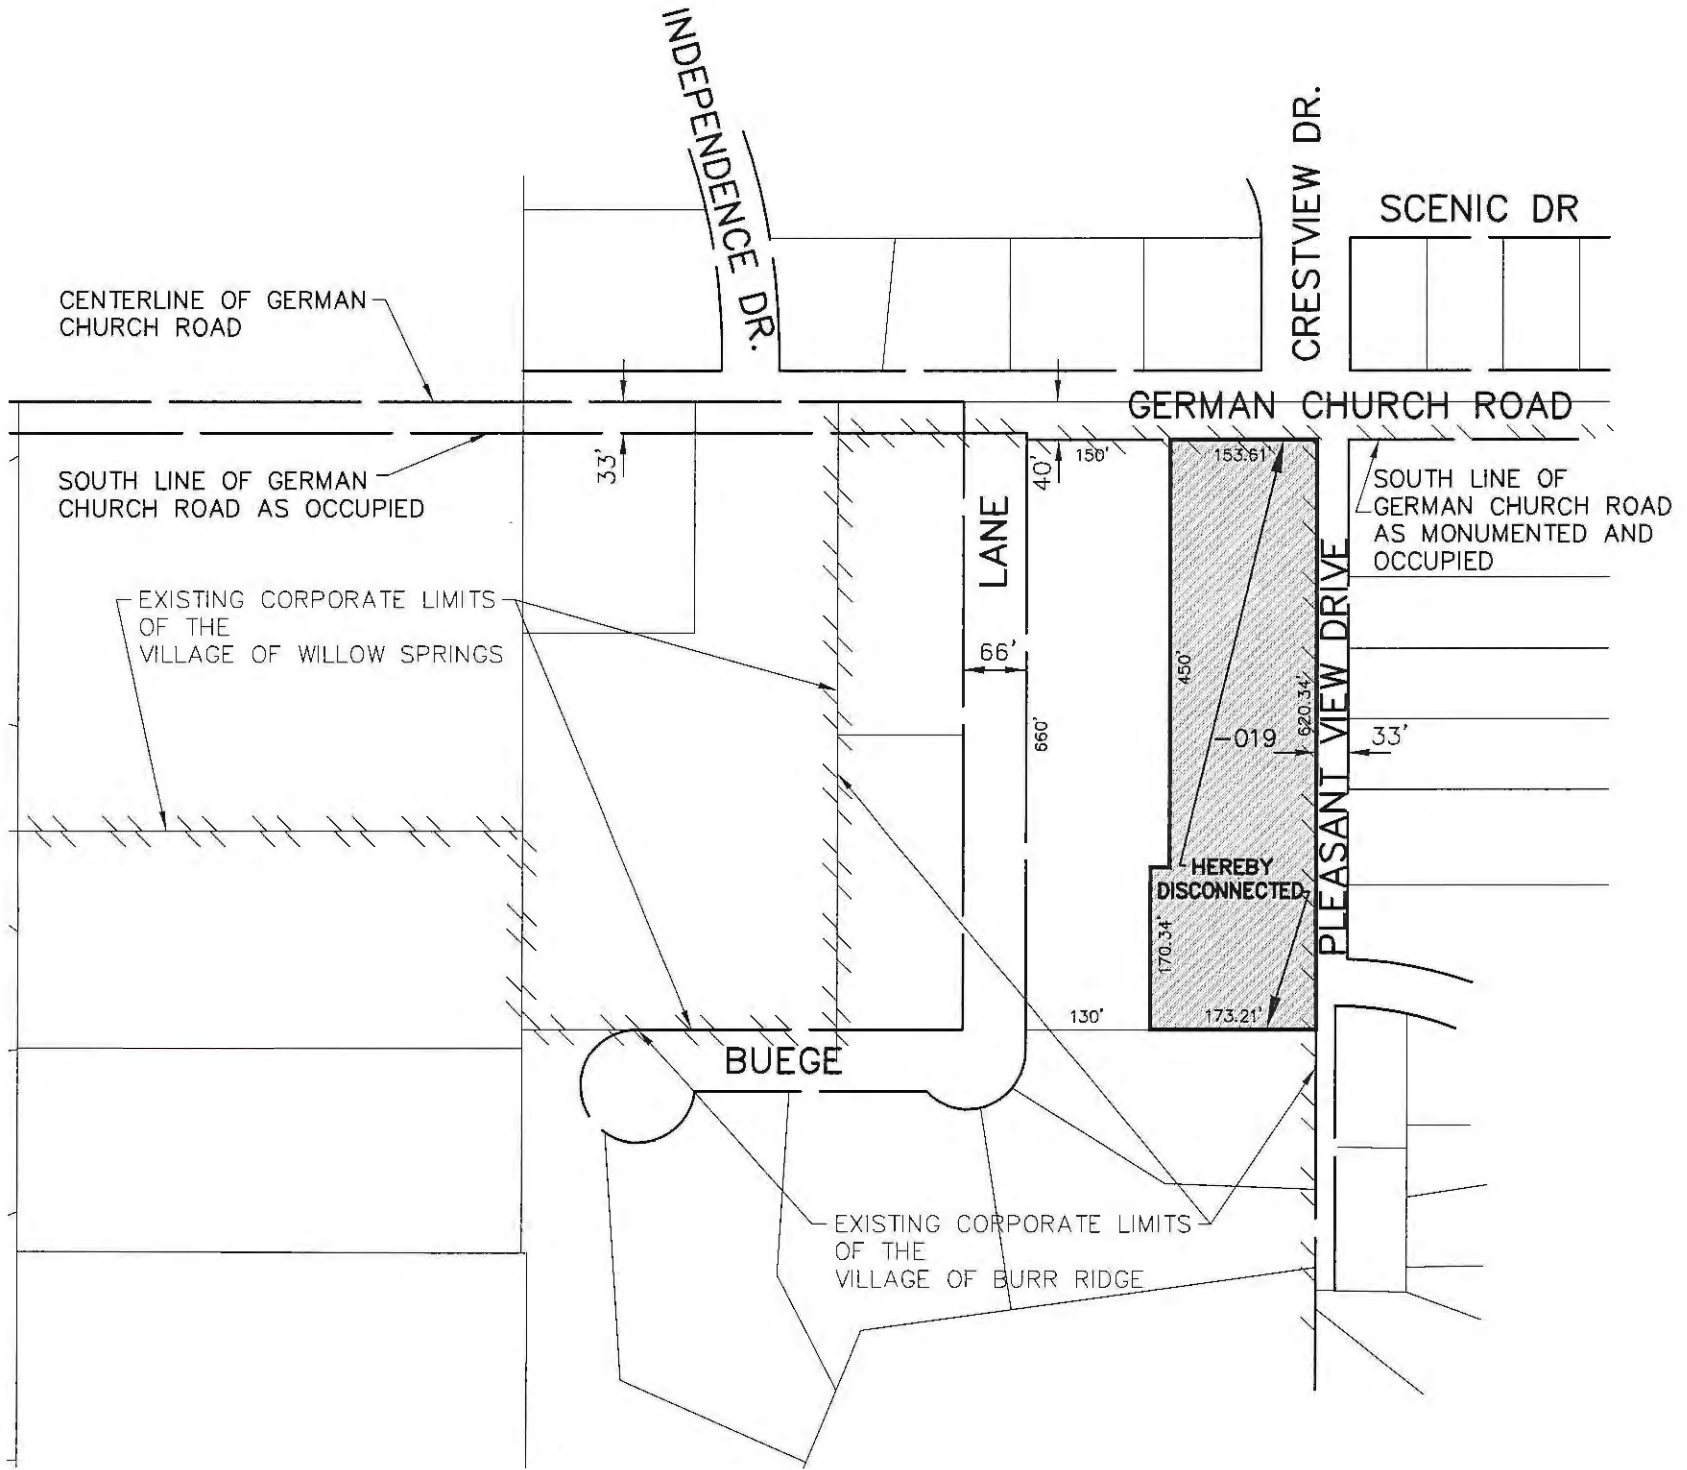 INDEPENDENCE DR.
CRESTVIEW DR.
SCENIC DR
CENTERLINE OF GERMAN
CHURCH ROAD
GERMAN CHURCH ROAD
33'
40'
150'
153.61'
SOUTH LINE OF GERMAN
CHURCH ROAD AS OCCUPIED
SOUTH LINE OF
GERMAN CHURCH ROAD
AS MONUMENTED AND
OCCUPIED
LANE
EXISTING CORPORATE LIMITS
OF THE
VILLAGE OF WILLOW SPRINGS
66'
660'
450'
620.34'
-019
33'
PLEASANT VIEW DRIVE
HEREBY
DISCONNECTED
170.34'
130'
173.21'
BUEGE
EXISTING CORPORATE LIMITS
OF THE
VILLAGE OF BURR RIDGE